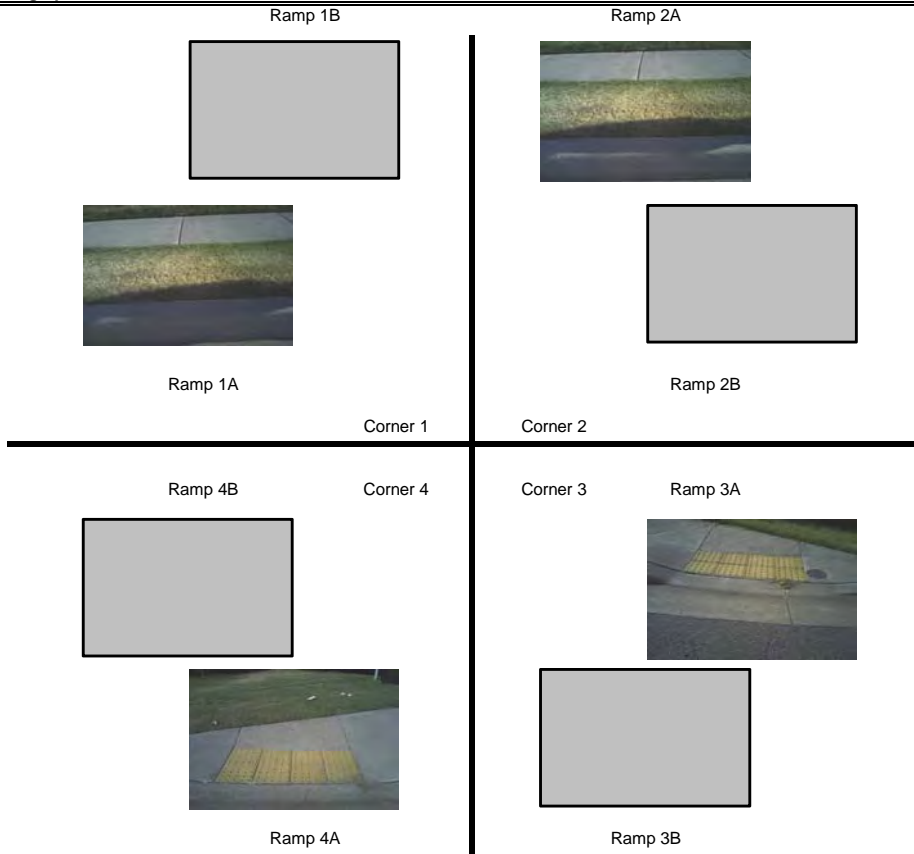 Ramp 1B
Ramp 2A
Ramp 1A
Ramp 2B
Corner 1
Corner 2
Ramp 4B
Corner 4
Corner 3
Ramp 3A
Ramp 4A
Ramp 3B